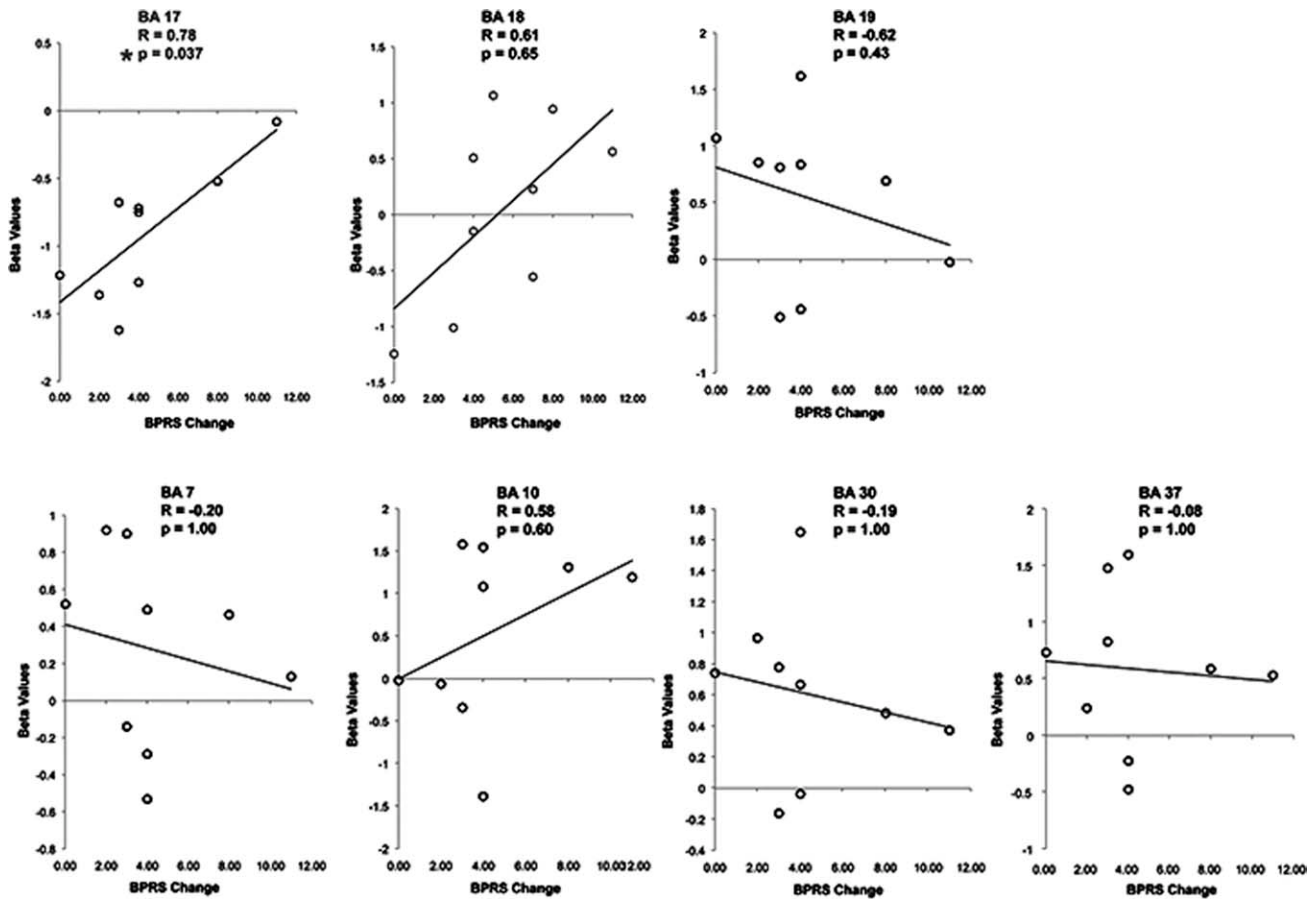 BA 17
R = 0.78
* p = 0.037
0.5
0
-0.5
-1
-1.5
-2
Beta Values
0.00 2.00 4.00 6.00 8.00 10.00 12.00
BPRS Change
BA 18
R = 0.61
p = 0.65
1.5
1
0.5
0
-0.5
-1
-1.5
Beta Values
0.00 2.00 4.00 6.00 8.00 10.00 12.00
BPRS Change
BA 19
R = -0.62
p = 0.43
2
1.5
1
0.5
0
-0.5
-1
Beta Values
0.00 2.00 4.00 6.00 8.00 10.00 12.00
BPRS Change
BA 7
R = -0.20
p = 1.00
1
0.8
0.6
0.4
0.2
0
-0.2
-0.4
-0.6
-0.8
Beta Values
0.00 2.00 4.00 6.00 8.00 10.00 12.00
BPRS Change
BA 10
R = 0.58
p = 0.60
2
1.5
1
0.5
0
-0.5
-1
-1.5
-2
Beta Values
0.00 2.00 4.00 6.00 8.00
BPRS Change
BA 30
R = -0.19
p = 1.00
1.8
1.6
1.4
1.2
1
0.8
0.6
0.4
0.2
0
-0.2
-0.4
Beta Values
0.00 2.00 4.00 6.00 8.00 10.00 12.00
BPRS Change
BA 37
R = -0.08
p = 1.00
2
1.5
1
0.5
0
-0.5
-1
Beta Values
0.00 2.00 4.00 6.00 8.00 10.00 12.00
BPRS Change